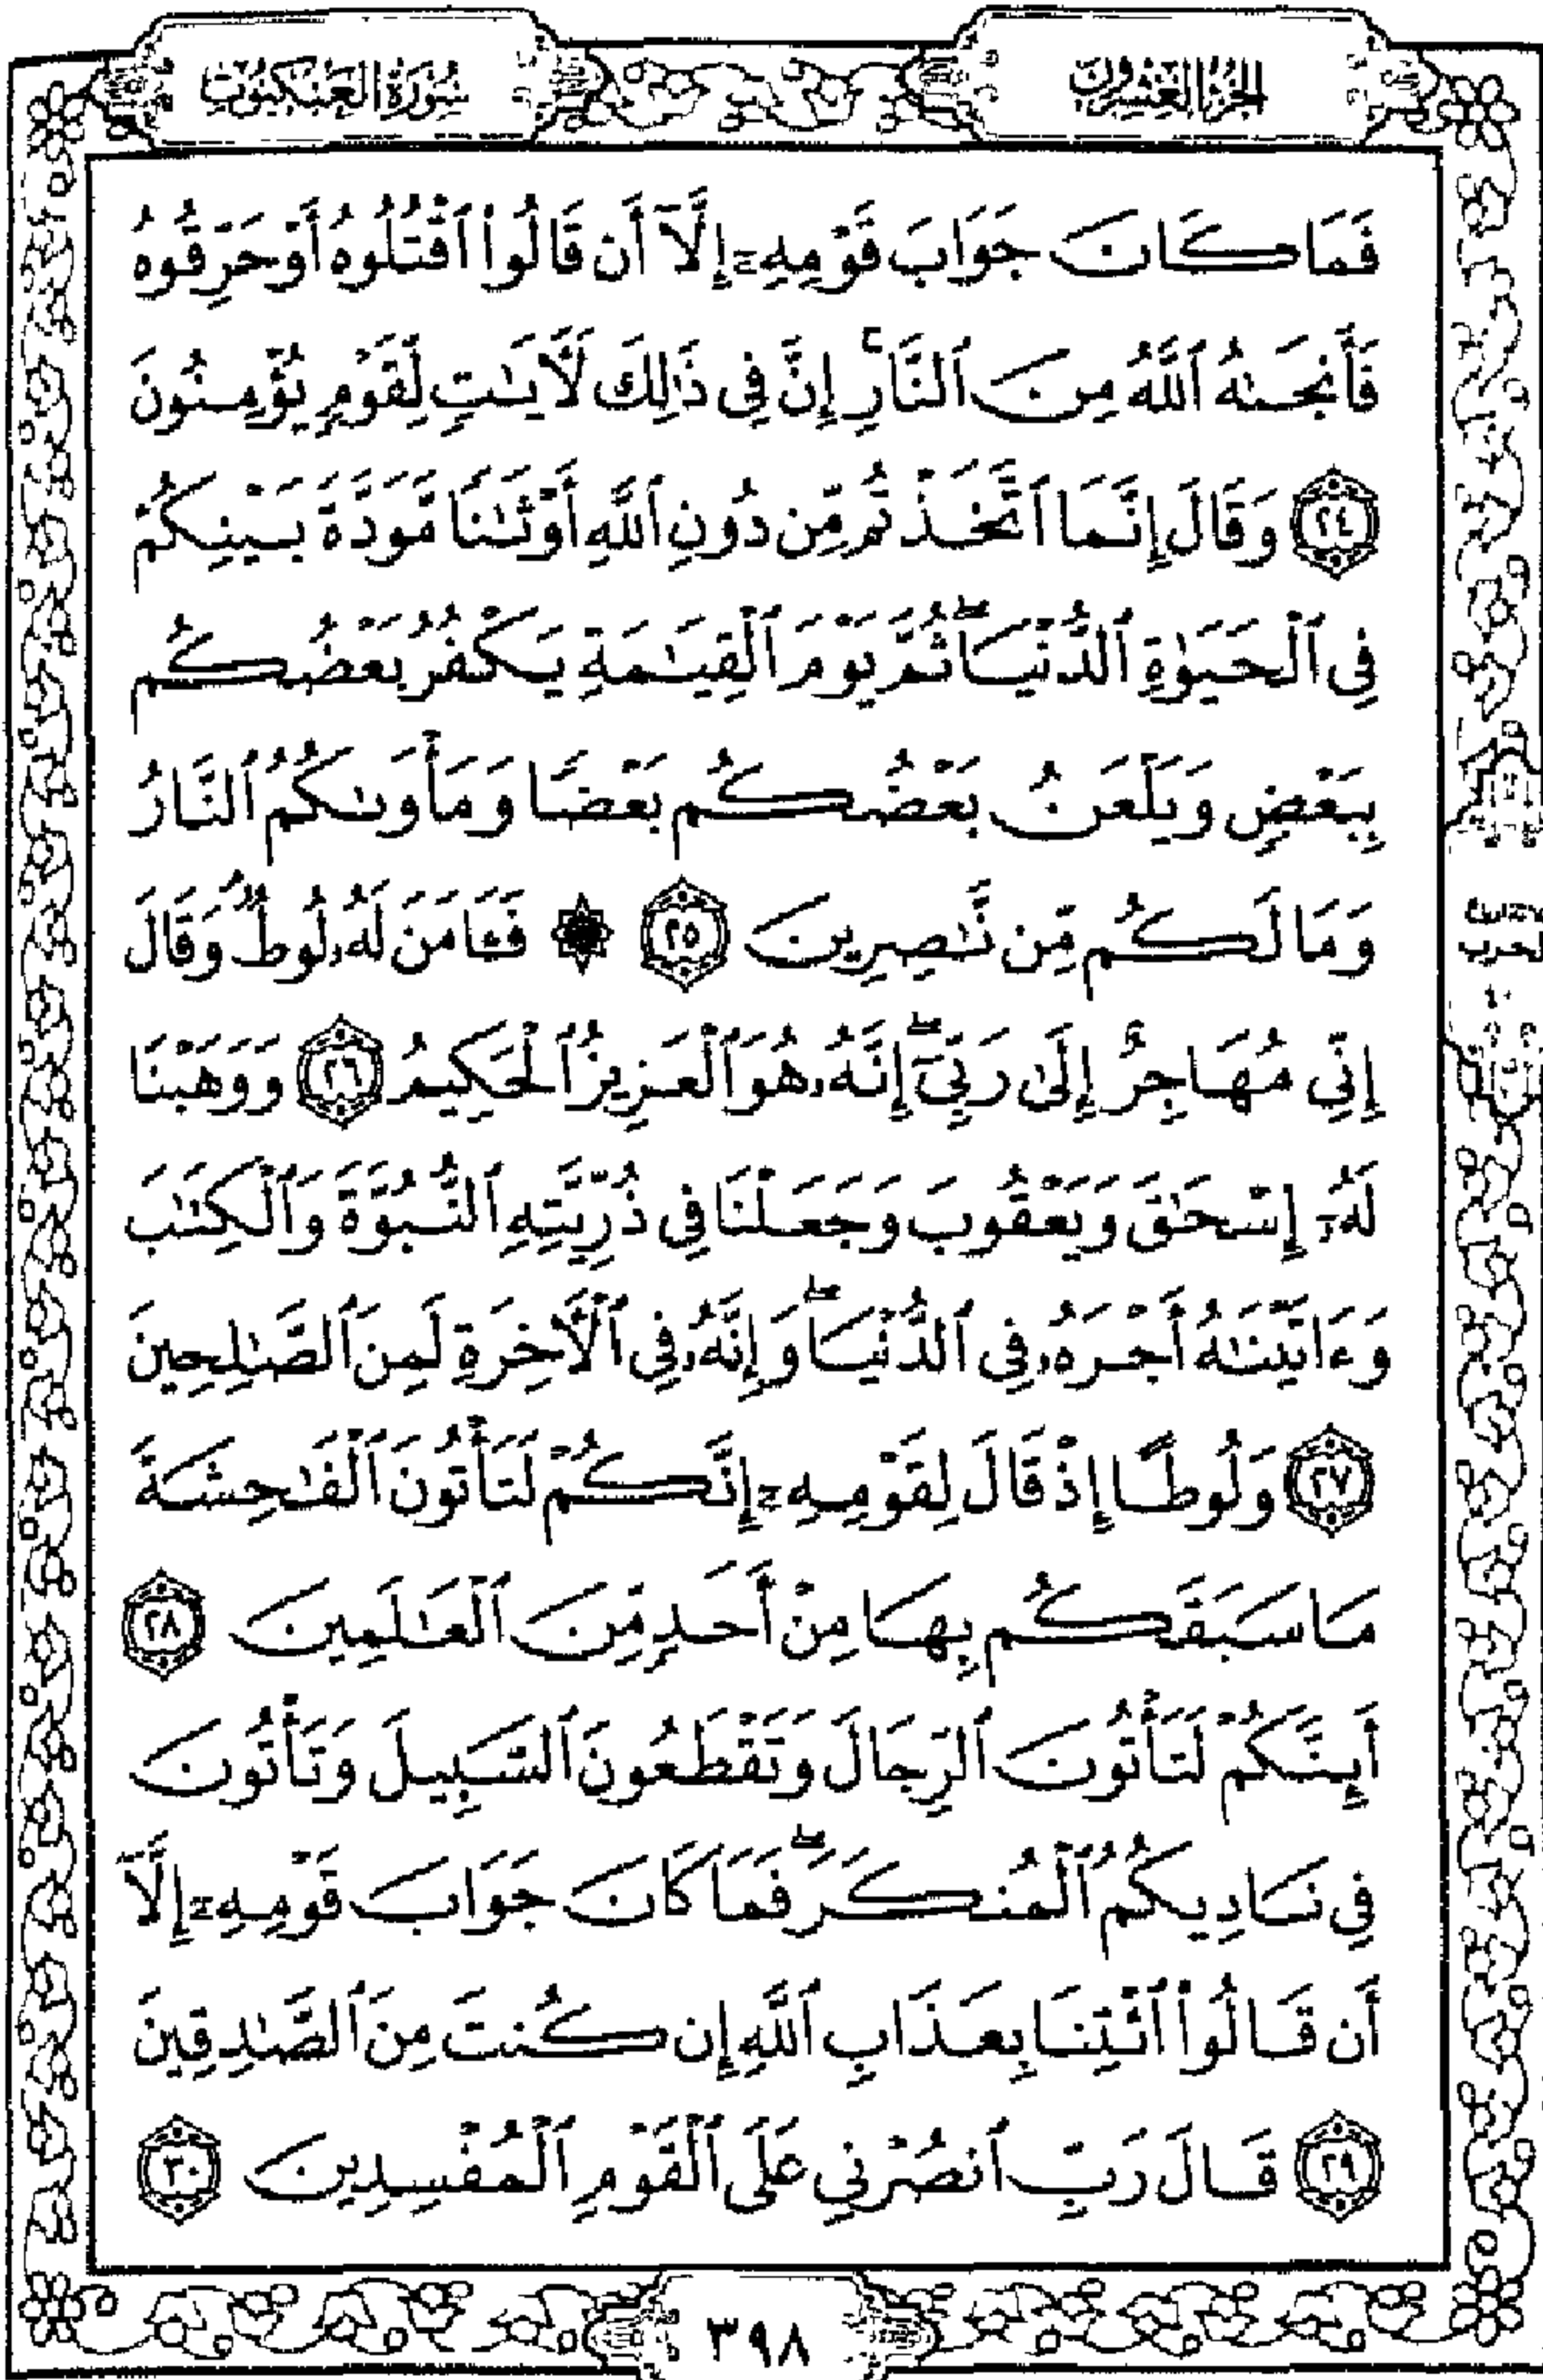 الجزء العشرون
سورة العنكبوت
فَمَا كَانَ جَوَابَ قَوْمِهِۦٓ إِلَّآ أَن قَالُوا۟ ٱقْتُلُوهُ أَوْ حَرِّقُوهُ
فَأَنجَىٰهُ ٱللَّهُ مِنَ ٱلنَّارِ ۚ إِنَّ فِى ذَٰلِكَ لَءَايَـٰتٍ لِّقَوْمٍ يُؤْمِنُونَ
﴿٢٤﴾ وَقَالَ إِنَّمَا ٱتَّخَذْتُم مِّن دُونِ ٱللَّهِ أَوْثَـٰنًا مَّوَدَّةَ بَيْنِكُمْ
فِى ٱلْحَيَوٰةِ ٱلدُّنْيَا ۖ ثُمَّ يَوْمَ ٱلْقِيَـٰمَةِ يَكْفُرُ بَعْضُكُم
بِبَعْضٍ وَيَلْعَنُ بَعْضُكُم بَعْضًا وَمَأْوَىٰكُمُ ٱلنَّارُ
وَمَا لَكُم مِّن نَّـٰصِرِينَ ﴿٢٥﴾ ۞ فَـَٔامَنَ لَهُۥ لُوطٌ ۘ وَقَالَ
إِنِّى مُهَاجِرٌ إِلَىٰ رَبِّىٓ ۖ إِنَّهُۥ هُوَ ٱلْعَزِيزُ ٱلْحَكِيمُ ﴿٢٦﴾ وَوَهَبْنَا
لَهُۥٓ إِسْحَـٰقَ وَيَعْقُوبَ وَجَعَلْنَا فِى ذُرِّيَّتِهِ ٱلنُّبُوَّةَ وَٱلْكِتَـٰبَ
وَءَاتَيْنَـٰهُ أَجْرَهُۥ فِى ٱلدُّنْيَا ۖ وَإِنَّهُۥ فِى ٱلْـَٔاخِرَةِ لَمِنَ ٱلصَّـٰلِحِينَ
﴿٢٧﴾ وَلُوطًا إِذْ قَالَ لِقَوْمِهِۦٓ إِنَّكُمْ لَتَأْتُونَ ٱلْفَـٰحِشَةَ
مَا سَبَقَكُم بِهَا مِنْ أَحَدٍ مِّنَ ٱلْعَـٰلَمِينَ ﴿٢٨﴾
أَئِنَّكُمْ لَتَأْتُونَ ٱلرِّجَالَ وَتَقْطَعُونَ ٱلسَّبِيلَ وَتَأْتُونَ
فِى نَادِيكُمُ ٱلْمُنكَرَ ۖ فَمَا كَانَ جَوَابَ قَوْمِهِۦٓ إِلَّآ
أَن قَالُوا۟ ٱئْتِنَا بِعَذَابِ ٱللَّهِ إِن كُنتَ مِنَ ٱلصَّـٰدِقِينَ
﴿٢٩﴾ قَالَ رَبِّ ٱنصُرْنِى عَلَى ٱلْقَوْمِ ٱلْمُفْسِدِينَ ﴿٣٠﴾
٣٩٨